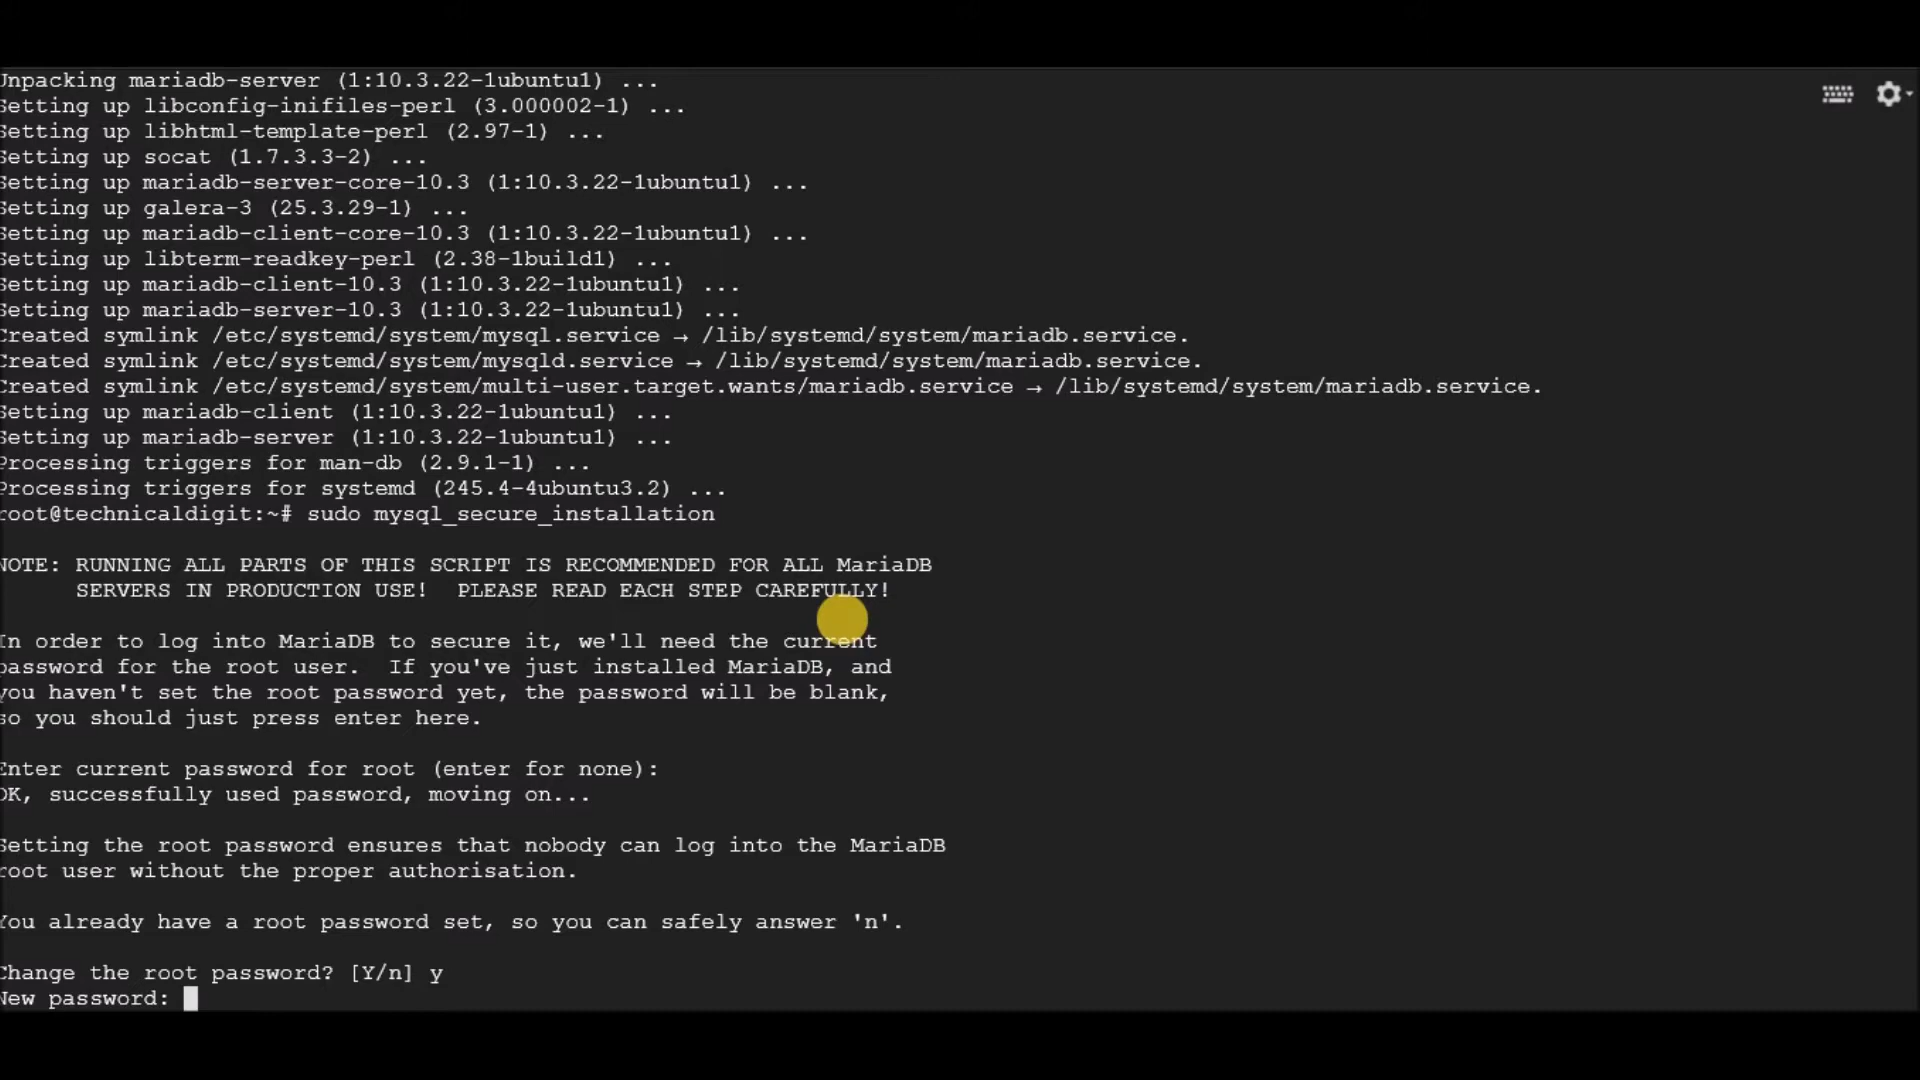 Unpacking mariadb-server (1:10.3.22-1ubuntu1) ...
Setting up libconfig-inifiles-perl (3.000002-1) ...
Setting up libhtml-template-perl (2.97-1) ...
Setting up socat (1.7.3.3-2) ...
Setting up mariadb-server-core-10.3 (1:10.3.22-1ubuntu1) ...
Setting up galera-3 (25.3.29-1) ...
Setting up mariadb-client-core-10.3 (1:10.3.22-1ubuntu1) ...
Setting up libterm-readkey-perl (2.38-1build1) ...
Setting up mariadb-client-10.3 (1:10.3.22-1ubuntu1) ...
Setting up mariadb-server-10.3 (1:10.3.22-1ubuntu1) ...
Created symlink /etc/systemd/system/mysql.service → /lib/systemd/system/mariadb.service.
Created symlink /etc/systemd/system/mysqld.service → /lib/systemd/system/mariadb.service.
Created symlink /etc/systemd/system/multi-user.target.wants/mariadb.service → /lib/systemd/system/mariadb.service.
Setting up mariadb-client (1:10.3.22-1ubuntu1) ...
Setting up mariadb-server (1:10.3.22-1ubuntu1) ...
Processing triggers for man-db (2.9.1-1) ...
Processing triggers for systemd (245.4-4ubuntu3.2) ...
root@technicaldigit:~# sudo mysql_secure_installation
NOTE: RUNNING ALL PARTS OF THIS SCRIPT IS RECOMMENDED FOR ALL MariaDB
SERVERS IN PRODUCTION USE!  PLEASE READ EACH STEP CAREFULLY!
In order to log into MariaDB to secure it, we'll need the current
password for the root user.  If you've just installed MariaDB, and
you haven't set the root password yet, the password will be blank,
so you should just press enter here.
Enter current password for root (enter for none):
OK, successfully used password, moving on...
Setting the root password ensures that nobody can log into the MariaDB
root user without the proper authorisation.
You already have a root password set, so you can safely answer 'n'.
Change the root password? [Y/n] y
New password: